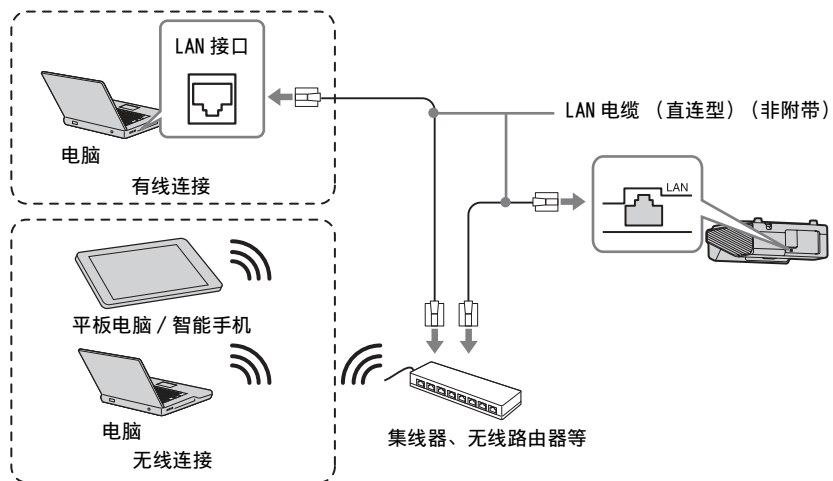 LAN 接口
LAN 电缆 （直连型）（非附带）
电脑
有线连接
LAN
平板电脑 / 智能手机
电脑
无线连接
集线器、无线路由器等